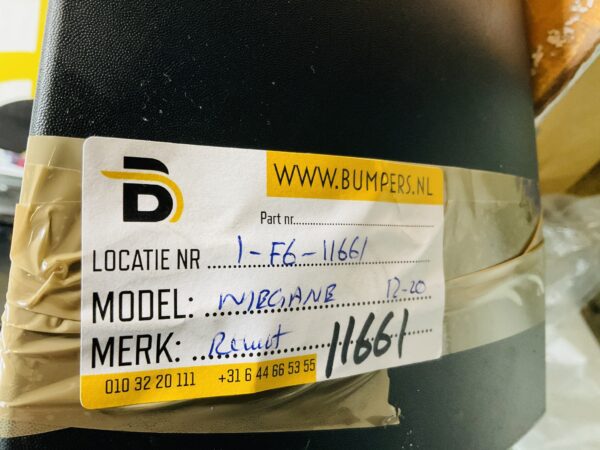 B
WWW.BUMPERS.NL
Part nr.
LOCATIE NR 1-F6-11661
MODEL: MEGANE 12-20
MERK: Renault
11661
010 32 20 111 +31 6 44 66 53 55